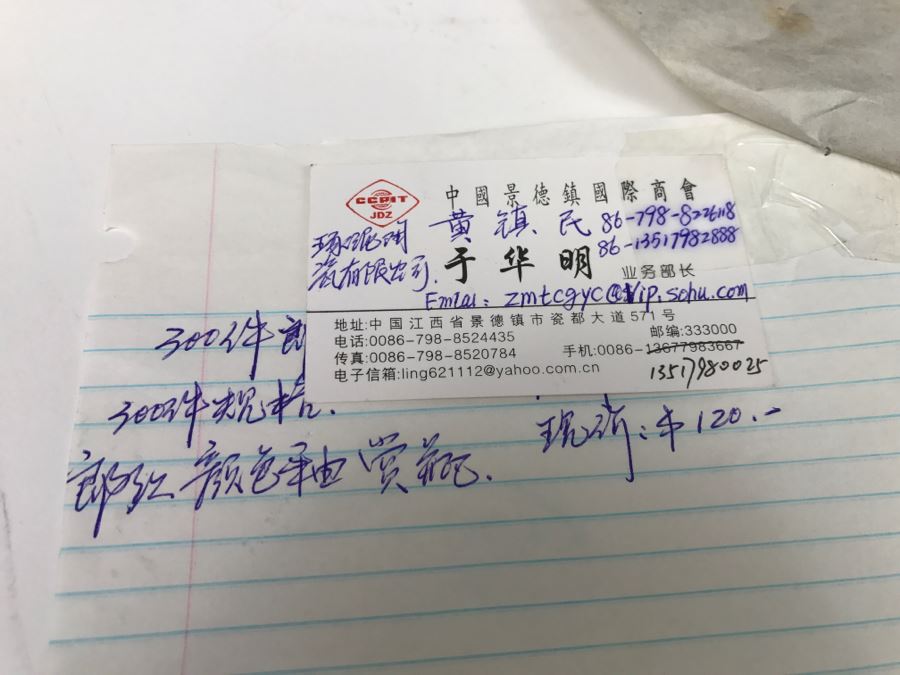 CCPIT
JDZ
中國景德鎮國際商會
黄镇民 86-798-8226118
86-13517982888
瓷有限公司.
于华明
业务部长
Email: zmtcgyc@vip.sohu.com
地址:中国江西省景德镇市瓷都大道571号
邮编:333000
电话:0086-798-8524435
传真:0086-798-8520784
手机:0086-13677983667
13517980025
电子信箱:ling621112@yahoo.com.cn
300件郎
300件规格.
郎红 颜色釉 赏瓶.
现价:¥120.-